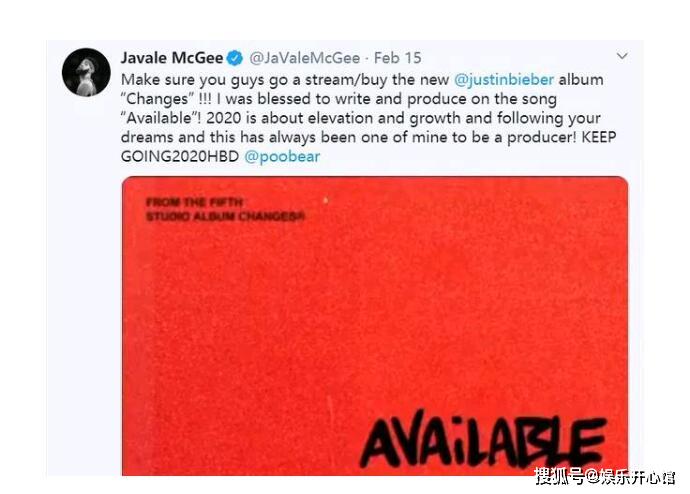 Javale McGee @JaValeMcGee · Feb 15
Make sure you guys go a stream/buy the new @justinbieber album
“Changes” !!! I was blessed to write and produce on the song
“Available”! 2020 is about elevation and growth and following your
dreams and this has always been one of mine to be a producer! KEEP
GOING2020HBD @poobear
FROM THE FIFTH
STUDIO ALBUM CHANGES®
AVAiLABLE
搜狐号@娱乐开心馆